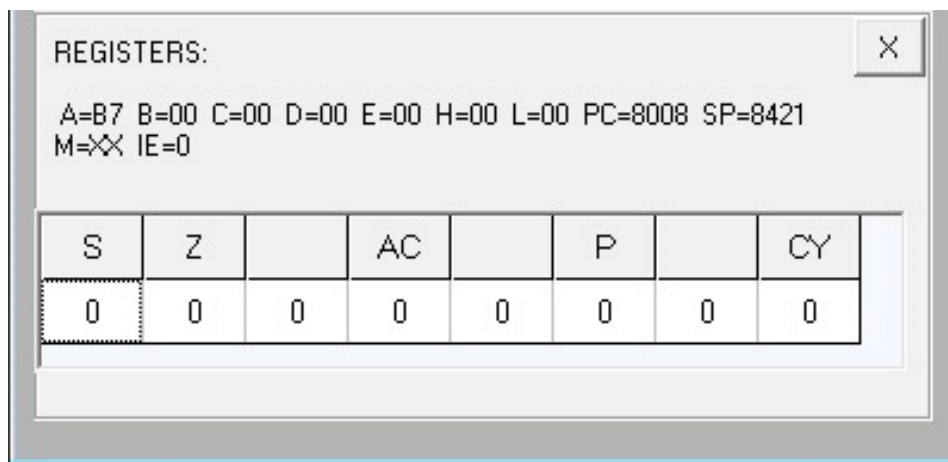 REGISTERS:
X
A=B7 B=00 C=00 D=00 E=00 H=00 L=00 PC=8008 SP=8421
M=XX IE=0
S Z AC P CY
0 0 0 0 0 0 0 0